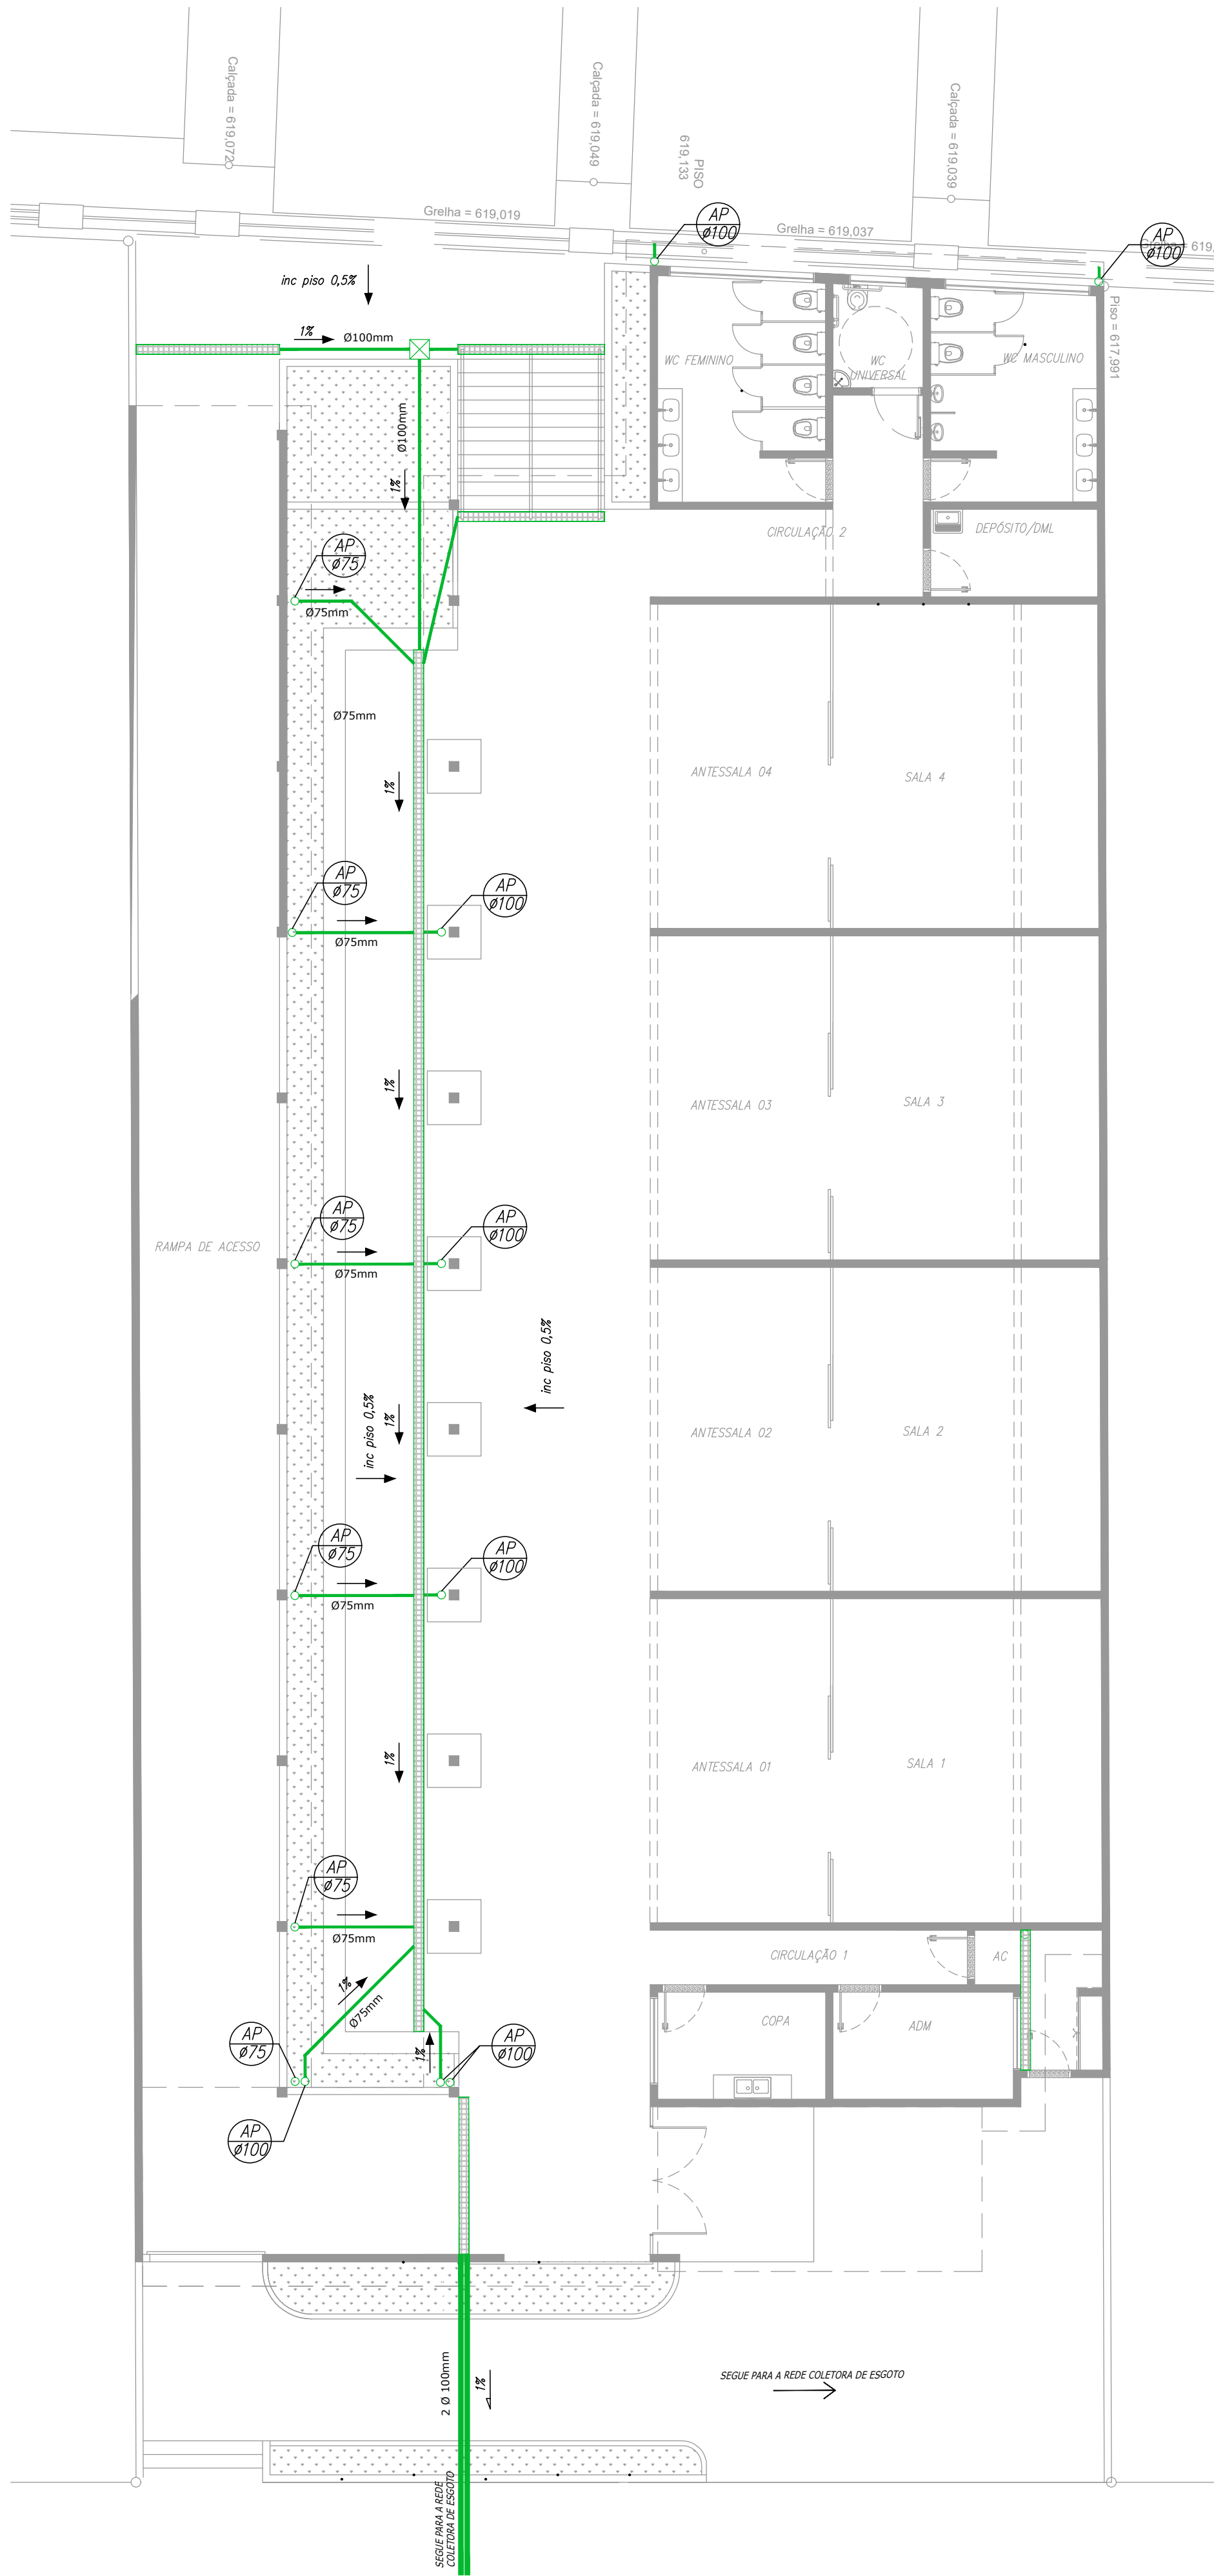 Calçada = 619,072
Calçada = 619,049
Calçada = 619,039
PISO
619,133
Grelha = 619,019
Grelha = 619,037
Grelha = 619,
AP
ø100
AP
ø100
inc piso 0,5%
1%
Ø100mm
Piso = 617,991
WC FEMININO
WC
UNIVERSAL
WC MASCULINO
Ø100mm
1%
CIRCULAÇÃO 2
DEPÓSITO/DML
AP
ø75
Ø75mm
Ø75mm
1%
ANTESSALA 04
SALA 4
AP
ø75
AP
ø100
Ø75mm
1%
ANTESSALA 03
SALA 3
AP
ø75
AP
ø100
RAMPA DE ACESSO
Ø75mm
inc piso 0,5%
inc piso 0,5%
1%
ANTESSALA 02
SALA 2
AP
ø75
AP
ø100
Ø75mm
1%
ANTESSALA 01
SALA 1
AP
ø75
Ø75mm
CIRCULAÇÃO 1
AC
1%
Ø75mm
COPA
ADM
AP
ø75
1%
AP
ø100
AP
ø100
2 Ø 100mm
1%
SEGUE PARA A REDE COLETORA DE ESGOTO
SEGUE PARA A REDE
COLETORA DE ESGOTO